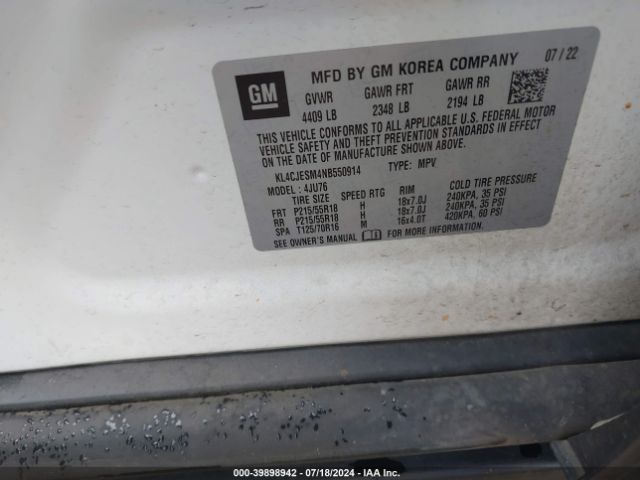 GM
MFD BY GM KOREA COMPANY 07/22
GVWR GAWR FRT GAWR RR
4409 LB 2348 LB 2194 LB
THIS VEHICLE CONFORMS TO ALL APPLICABLE U.S. FEDERAL MOTOR
VEHICLE SAFETY AND THEFT PREVENTION STANDARDS IN EFFECT
ON THE DATE OF MANUFACTURE SHOWN ABOVE.
KL4CJESM4NB550914 TYPE: MPV
MODEL: 4JU76
TIRE SIZE SPEED RTG RIM COLD TIRE PRESSURE
FRT P215/55R18 H 18x7.0J 240KPA, 35 PSI
RR P215/55R18 H 18x7.0J 240KPA, 35 PSI
SPA T125/70R16 M 16x4.0T 420KPA, 60 PSI
SEE OWNER'S MANUAL FOR MORE INFORMATION.
000-39898942 - 07/18/2024 - IAA Inc.